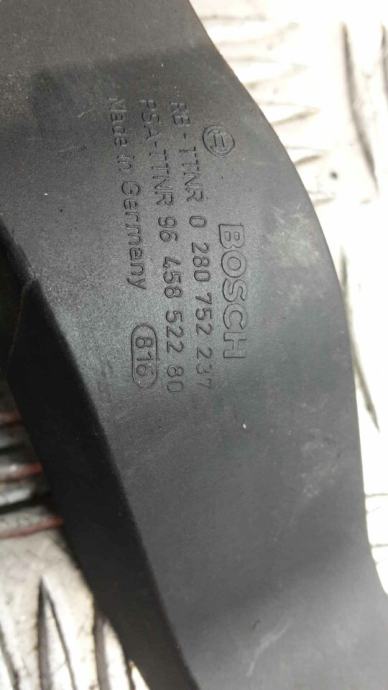 BOSCH
RB - TTNR 0 280 752 237
PSA-TTNR 96 458 522 80
Made in Germany 816